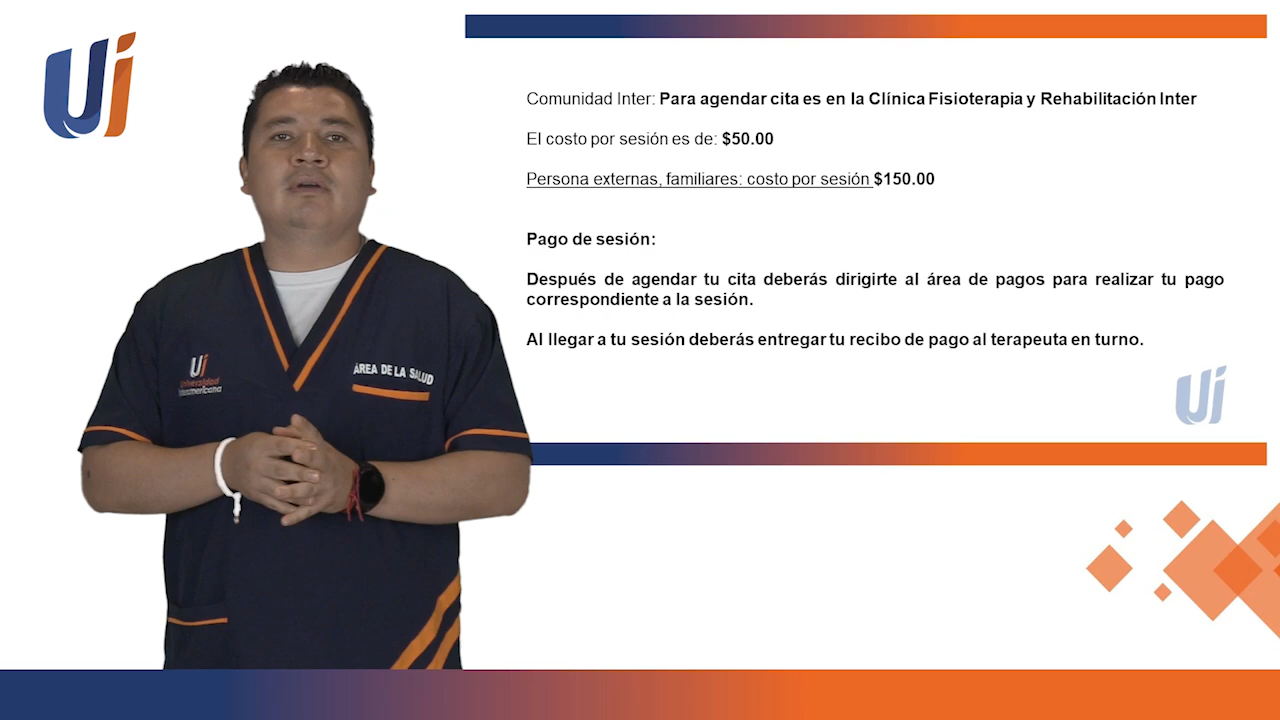 Ui
Comunidad Inter: Para agendar cita es en la Clínica Fisioterapia y Rehabilitación Inter
El costo por sesión es de: $50.00
Persona externas, familiares: costo por sesión $150.00
Pago de sesión:
Después de agendar tu cita deberás dirigirte al área de pagos para realizar tu pago
correspondiente a la sesión.
Al llegar a tu sesión deberás entregar tu recibo de pago al terapeuta en turno.
Ui
Universidad
Interamericana
ÁREA DE LA SALUD
Ui